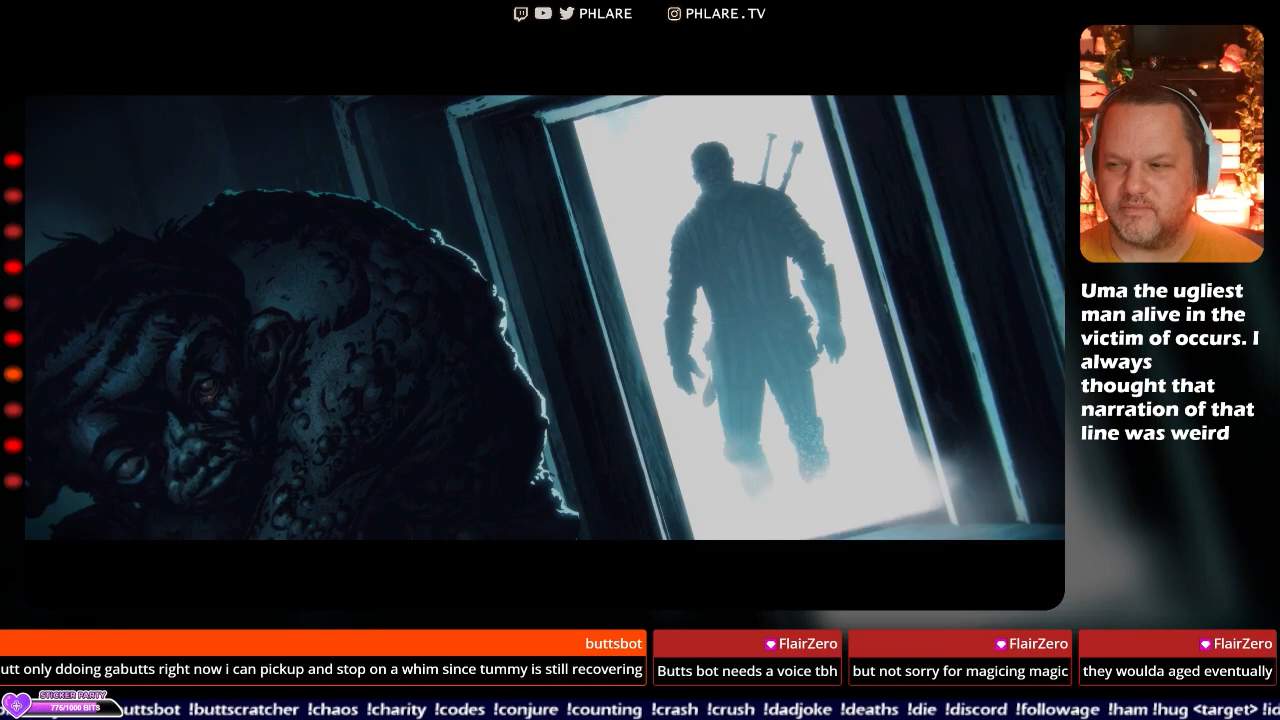 PHLARE PHLARE.TV
Uma the ugliest
man alive in the
victim of occurs. I
always
thought that
narration of that
line was weird
buttsbot
utt only ddoing gabutts right now i can pickup and stop on a whim since tummy is still recovering
FlairZero
Butts bot needs a voice tbh
FlairZero
but not sorry for magicing magic
FlairZero
they woulda aged eventually
STICKER PARTY
775/1000 BITS
uttsbot !buttscratcher !chaos !charity !codes !conjure !counting !crash !crush !dadjoke !deaths !die !discord !followage !ham !hug <target> !id